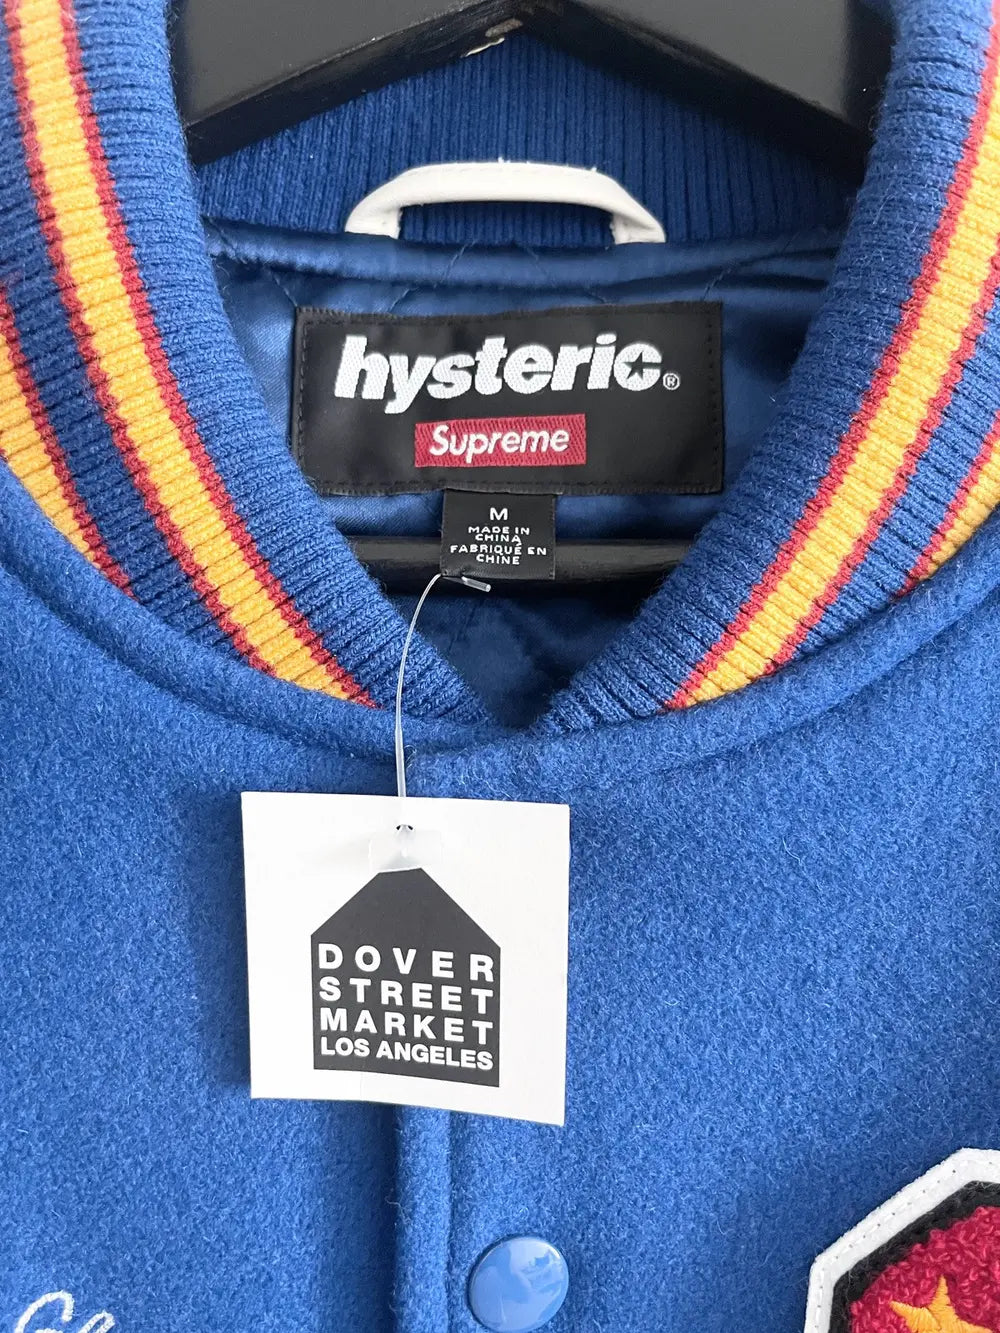 hysteric®
Supreme
M
MADE IN
CHINA
FABRIQUÉ EN
CHINE
DOVER
STREET
MARKET
LOS ANGELES